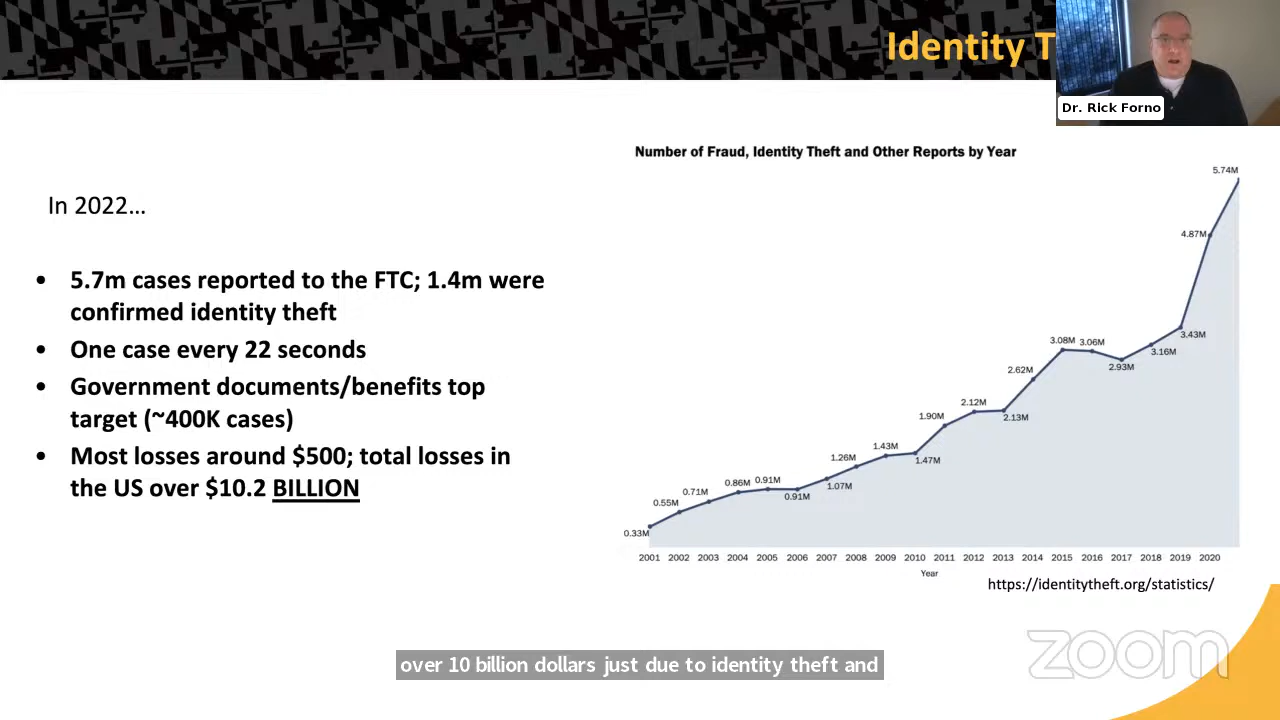 Identity T
Dr. Rick Forno
In 2022...
• 5.7m cases reported to the FTC; 1.4m were
confirmed identity theft
• One case every 22 seconds
• Government documents/benefits top
target (~400K cases)
• Most losses around $500; total losses in
the US over $10.2 BILLION
Number of Fraud, Identity Theft and Other Reports by Year
5.74M
4.87M
3.43M
3.08M 3.06M
3.16M
2.93M
2.62M
2.12M
2.13M
1.90M
1.43M
1.47M
1.26M
1.07M
0.86M 0.91M
0.91M
0.71M
0.55M
0.33M
2001 2002 2003 2004 2005 2006 2007 2008 2009 2010 2011 2012 2013 2014 2015 2016 2017 2018 2019 2020
Year
https://identitytheft.org/statistics/
zoom
over 10 billion dollars just due to identity theft and